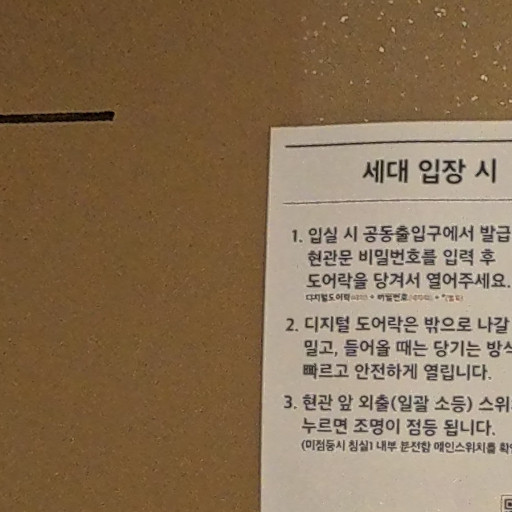 세대 입장 시
1. 입실 시 공동출입구에서 발급
현관문 비밀번호를 입력 후
도어락을 당겨서 열어주세요.
디지털도어락 + 비밀번호 +
2. 디지털 도어락은 밖으로 나갈
밀고, 들어올 때는 당기는 방식
빠르고 안전하게 열립니다.
3. 현관 앞 외출(일괄 소등) 스위
누르면 조명이 점등 됩니다.
(미점등시 침실1 내부 분전함 메인스위치를 확